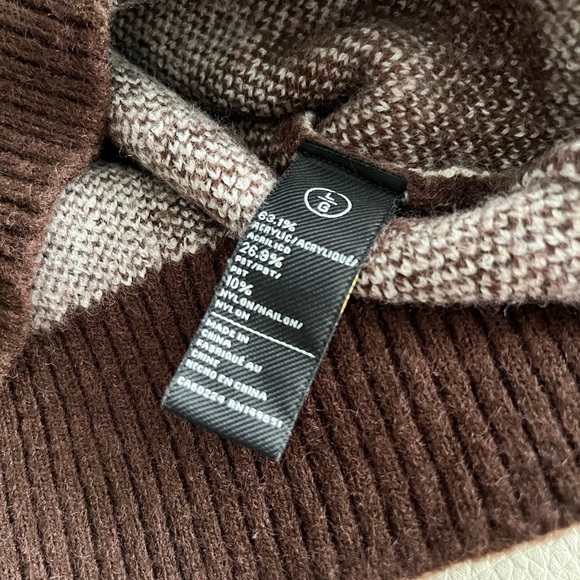 L
G
63.1%
ACRYLIC/ACRYLIQUE/
ACRILICO
26.9%
PBT/PBT/
PBT
10%
NYLON/NAILON/
NYLON
MADE IN
CHINA
FABRIQUÉ AU
CHINE
HECHO EN CHINA